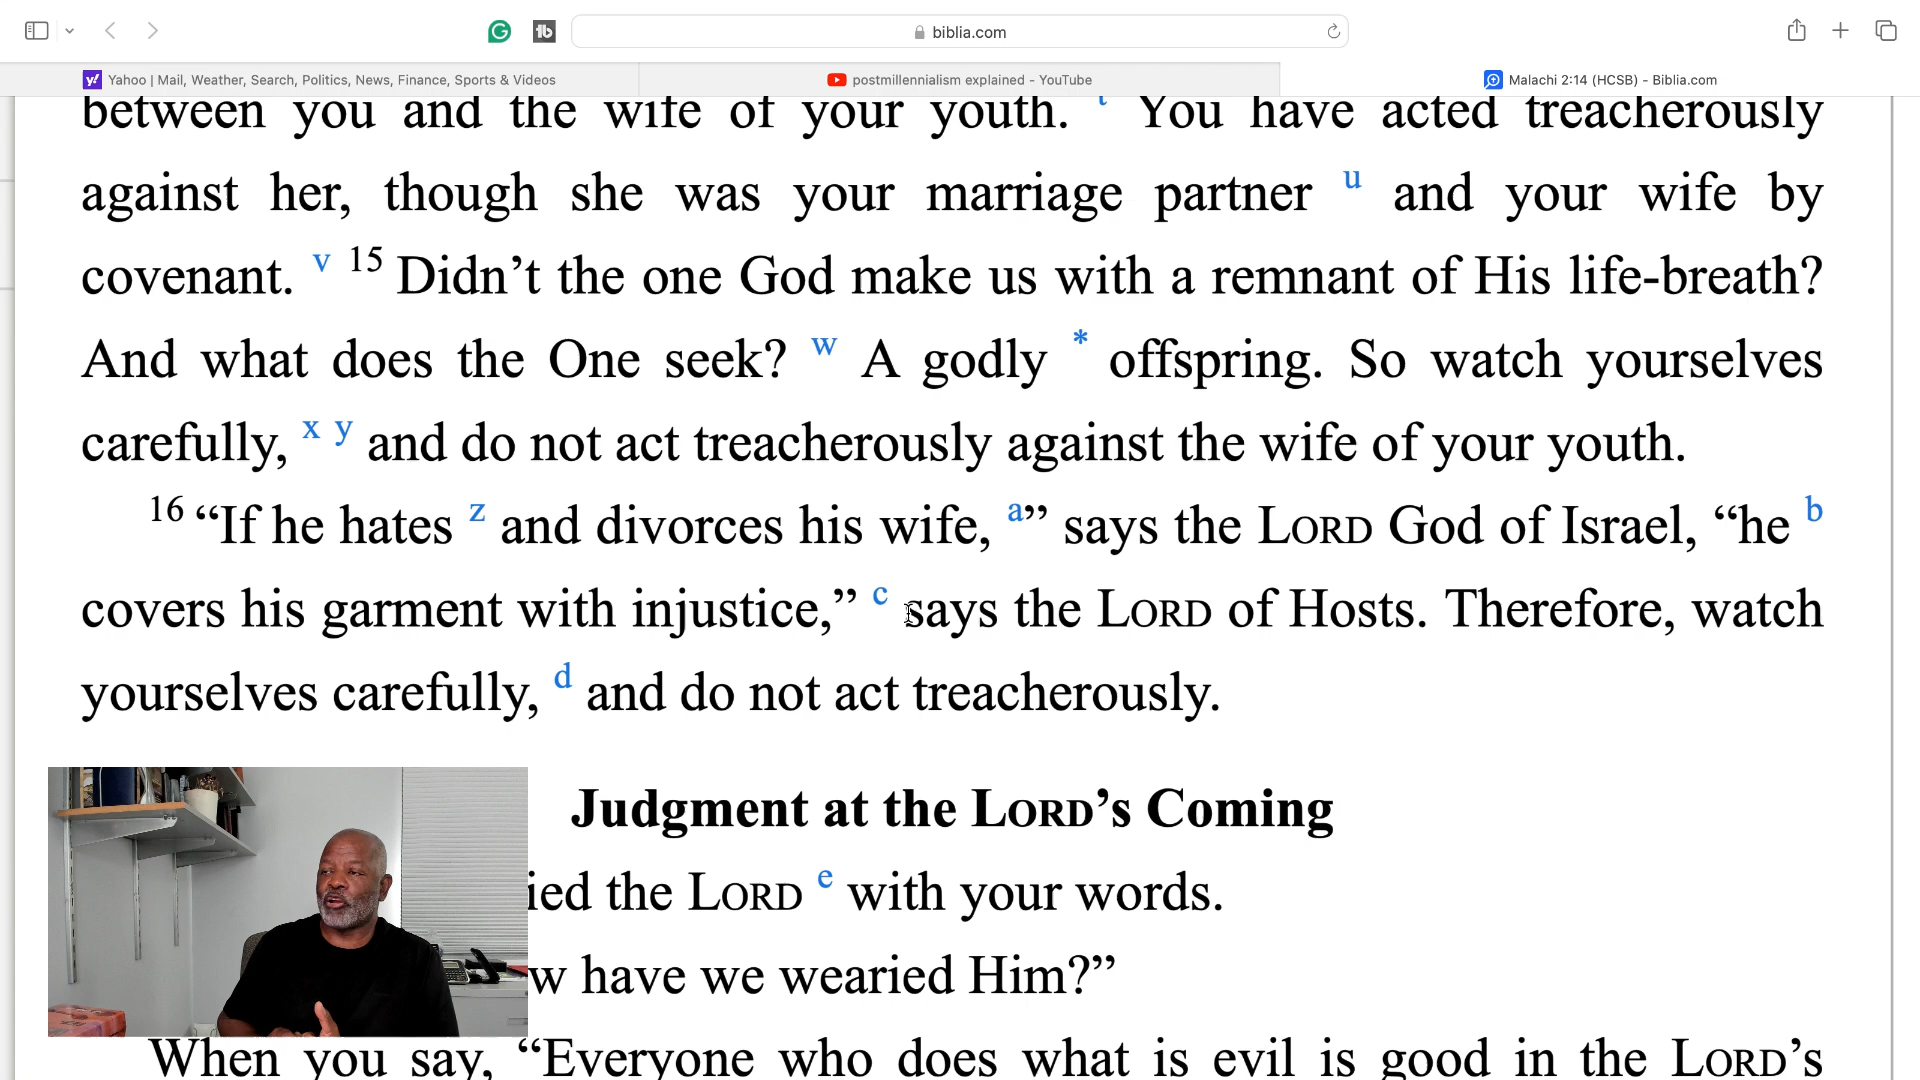 biblia.com
Yahoo | Mail, Weather, Search, Politics, News, Finance, Sports & Videos
postmillennialism explained - YouTube
Malachi 2:14 (HCSB) - Biblia.com
between you and the wife of your youth. t You have acted treacherously
against her, though she was your marriage partner u and your wife by
covenant. v 15 Didn’t the one God make us with a remnant of His life-breath?
And what does the One seek? w A godly * offspring. So watch yourselves
carefully, x y and do not act treacherously against the wife of your youth.
16 “If he hates z and divorces his wife, a” says the LORD God of Israel, “he b
covers his garment with injustice,” c says the LORD of Hosts. Therefore, watch
yourselves carefully, d and do not act treacherously.
Judgment at the LORD’s Coming
ied the LORD e with your words.
w have we wearied Him?”
When you say, “Everyone who does what is evil is good in the LORD’s